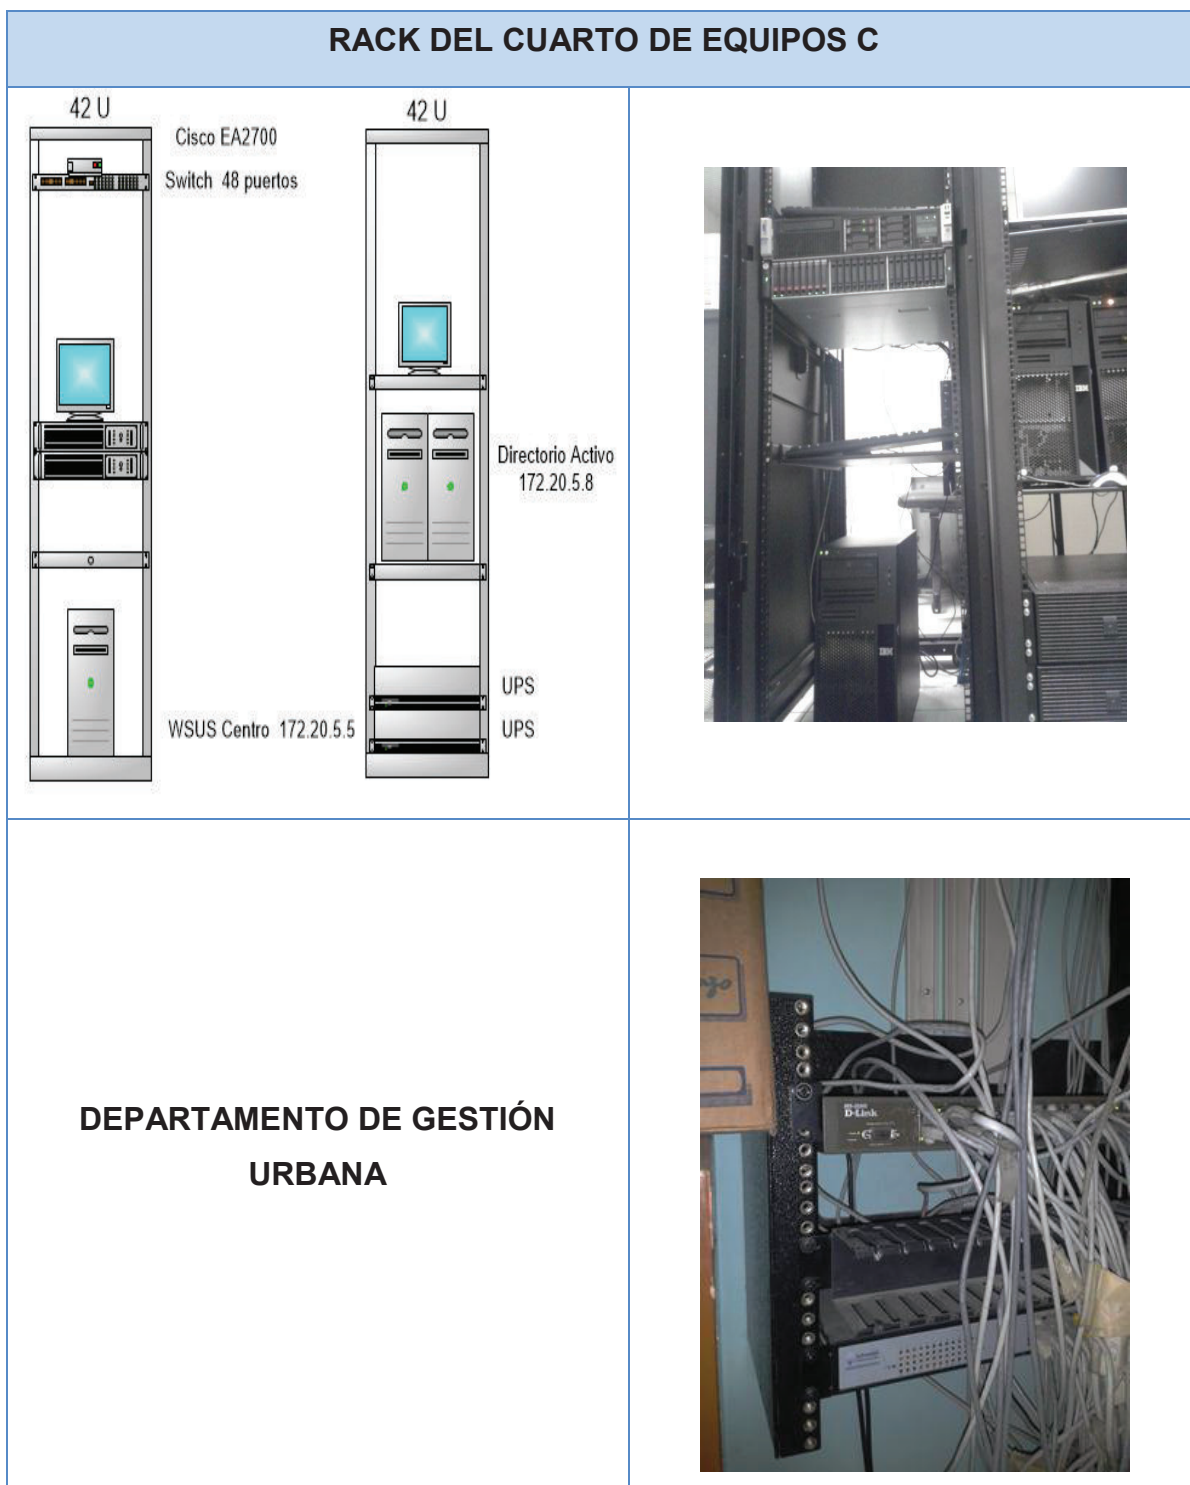 RACK DEL CUARTO DE EQUIPOS C
42 U
42 U
Cisco EA2700
Switch 48 puertos
Directorio Activo
172.20.5.8
UPS
WSUS Centro 172.20.5.5
UPS
IBM
IBM
DEPARTAMENTO DE GESTIÓN
URBANA
D-Link